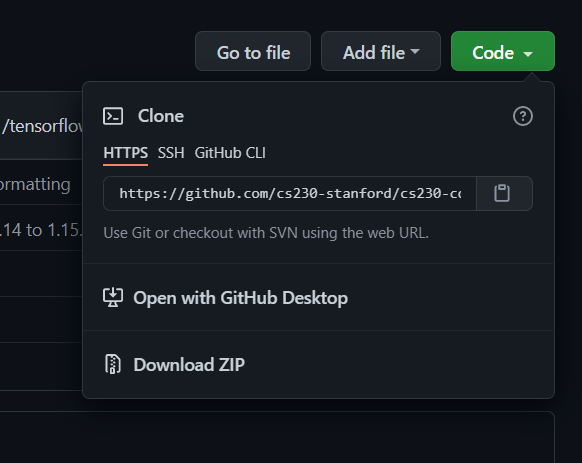 Go to file Add file Code
Clone
/tensorflow
HTTPS SSH GitHub CLI
ormatting
https://github.com/cs230-stanford/cs230-co
.14 to 1.15.
Use Git or checkout with SVN using the web URL.
Open with GitHub Desktop
Download ZIP